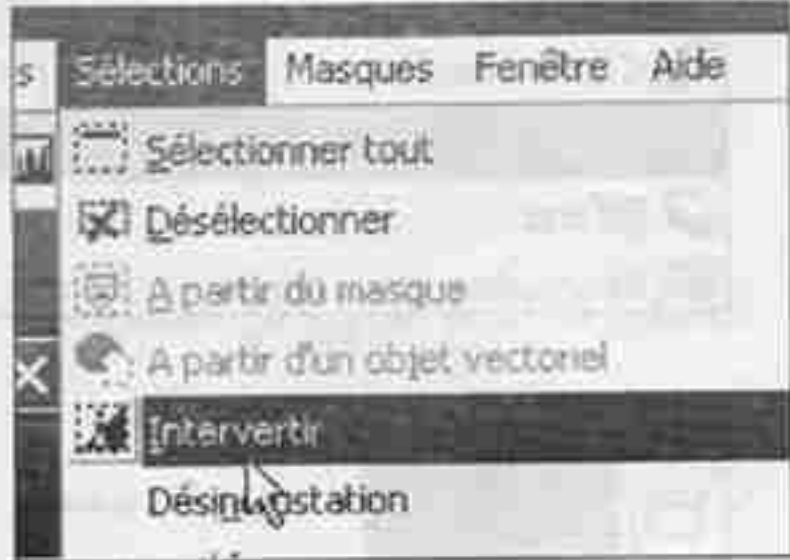 s Sélections Masques Fenêtre Aide
Sélectionner tout
Désélectionner
A partir du masque
A partir d'un objet vectoriel
Intervertir